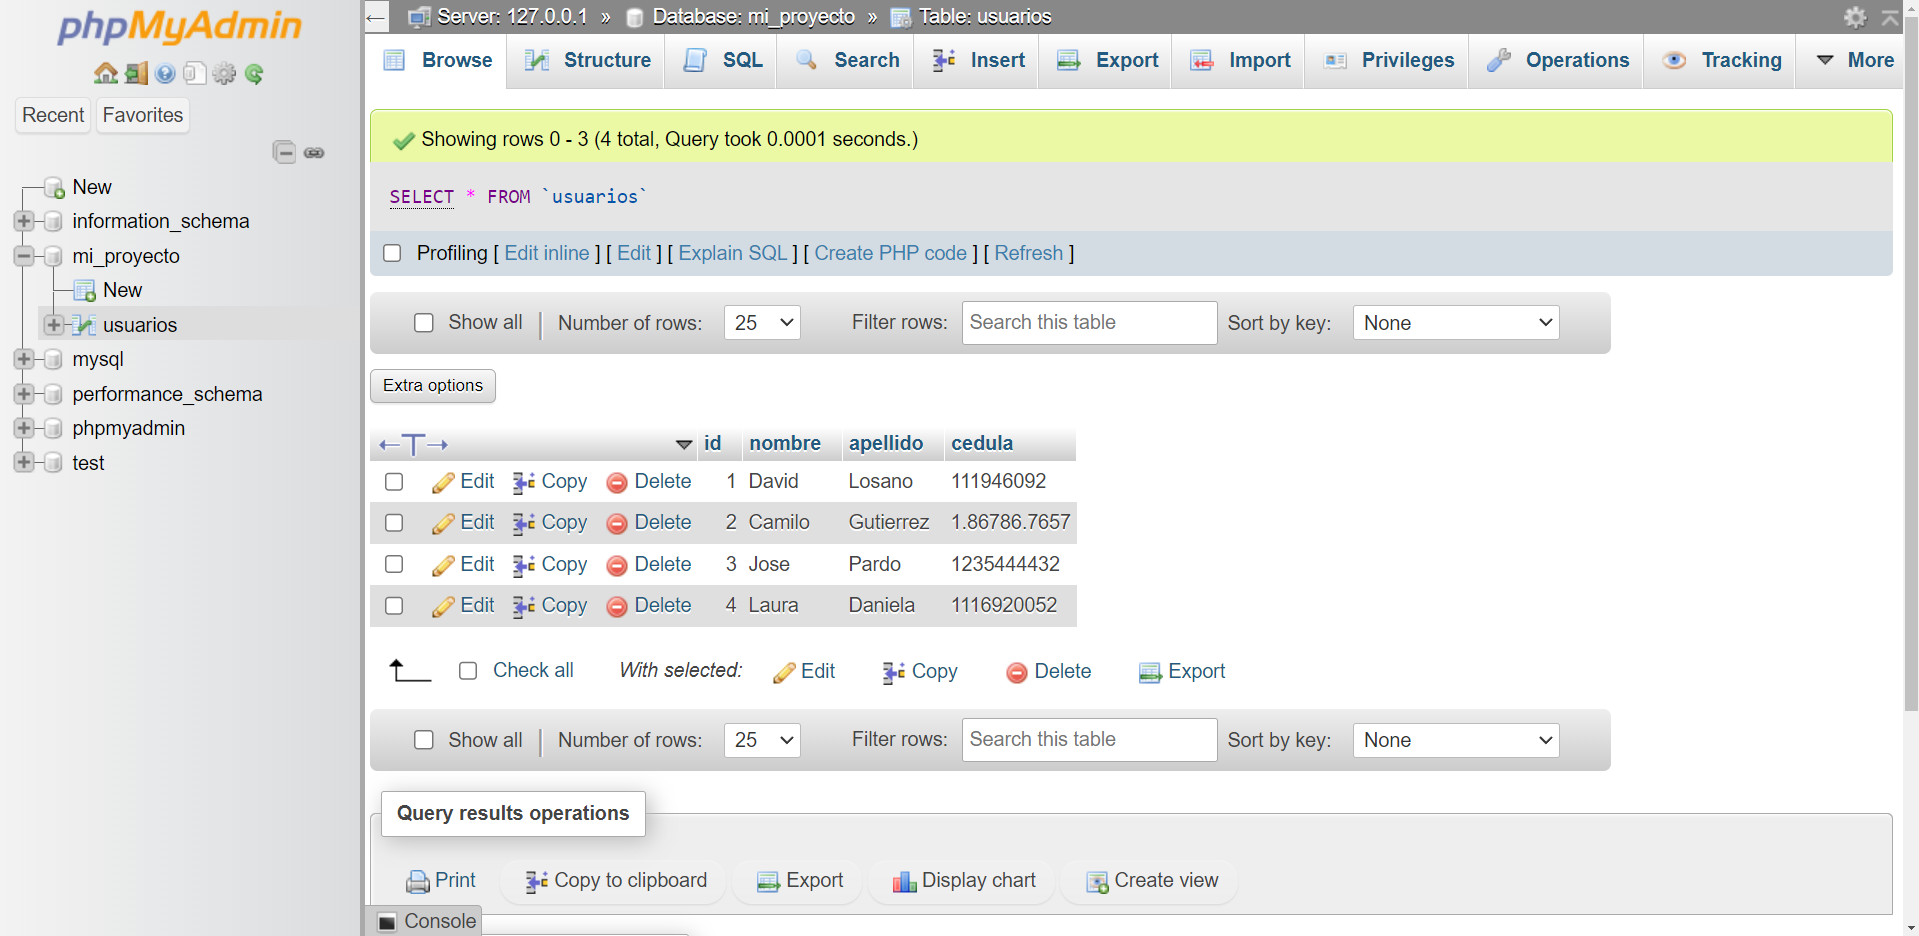 phpMyAdmin
Recent Favorites
New
information_schema
mi_proyecto
New
usuarios
mysql
performance_schema
phpmyadmin
test
Server: 127.0.0.1 » Database: mi_proyecto » Table: usuarios
Browse Structure SQL Search Insert Export Import Privileges Operations Tracking More
Showing rows 0 - 3 (4 total, Query took 0.0001 seconds.)
SELECT * FROM `usuarios`
Profiling [ Edit inline ] [ Edit ] [ Explain SQL ] [ Create PHP code ] [ Refresh ]
Show all Number of rows: 25 Filter rows: Search this table Sort by key: None
Extra options
id nombre apellido cedula
Edit Copy Delete 1 David Losano 111946092
Edit Copy Delete 2 Camilo Gutierrez 1.86786.7657
Edit Copy Delete 3 Jose Pardo 1235444432
Edit Copy Delete 4 Laura Daniela 1116920052
Check all With selected: Edit Copy Delete Export
Show all Number of rows: 25 Filter rows: Search this table Sort by key: None
Query results operations
Print Copy to clipboard Export Display chart Create view
Console